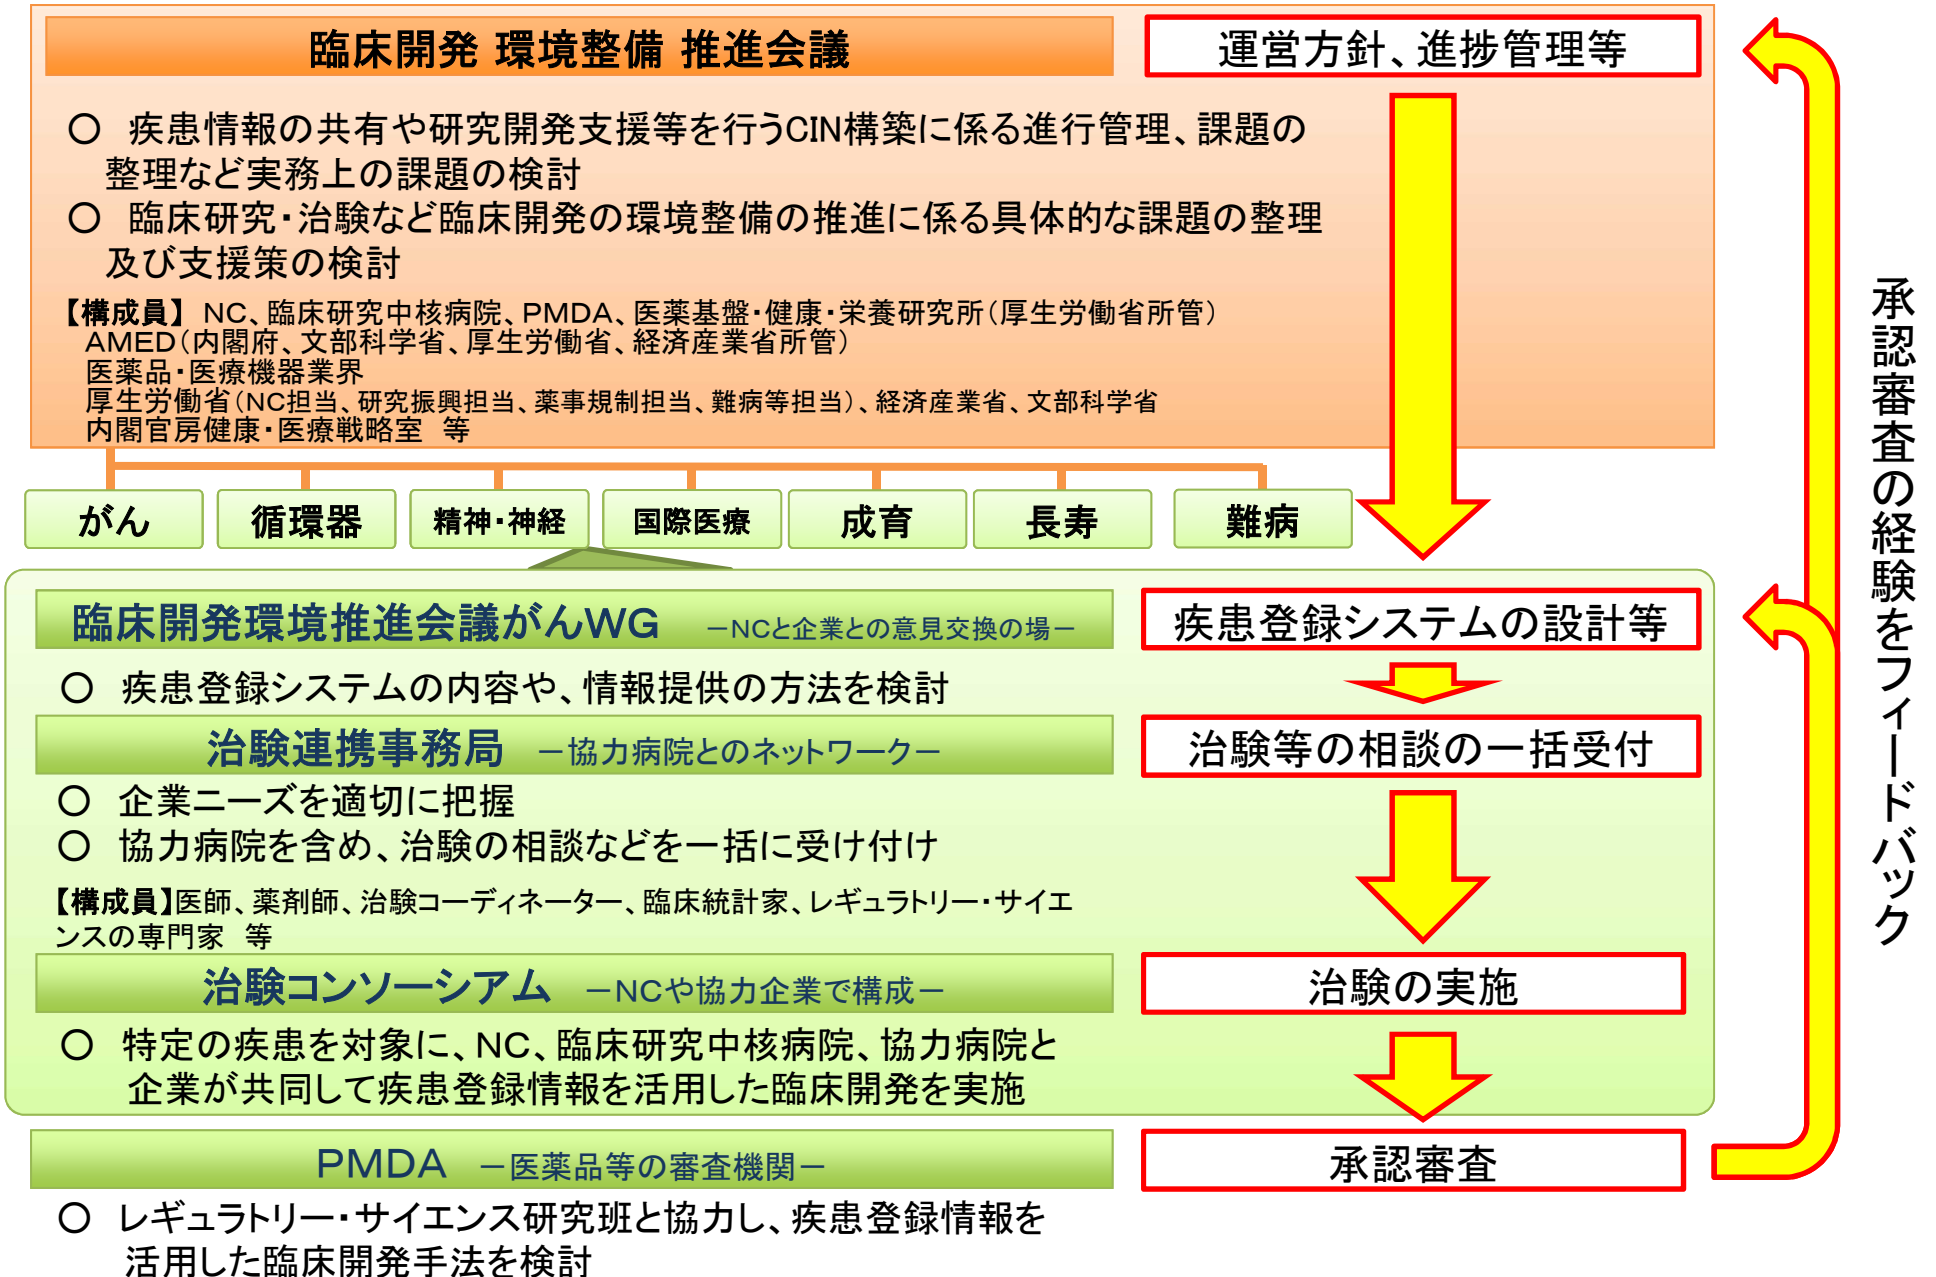 臨床開発 環境整備 推進会議
運営方針、進捗管理等
○ 疾患情報の共有や研究開発支援等を行うCIN構築に係る進行管理、課題の
整理など実務上の課題の検討
○ 臨床研究・治験など臨床開発の環境整備の推進に係る具体的な課題の整理
及び支援策の検討
【構成員】 NC、臨床研究中核病院、PMDA、医薬基盤・健康・栄養研究所（厚生労働省所管）
AMED（内閣府、文部科学省、厚生労働省、経済産業省所管）
医薬品・医療機器業界
厚生労働省（NC担当、研究振興担当、薬事規制担当、難病等担当）、経済産業省、文部科学省
内閣官房健康・医療戦略室 等
がん
循環器
精神・神経
国際医療
成育
長寿
難病
臨床開発環境推進会議がんWG －NCと企業との意見交換の場－
疾患登録システムの設計等
○ 疾患登録システムの内容や、情報提供の方法を検討
治験連携事務局 －協力病院とのネットワーク－
治験等の相談の一括受付
○ 企業ニーズを適切に把握
○ 協力病院を含め、治験の相談などを一括に受け付け
【構成員】医師、薬剤師、治験コーディネーター、臨床統計家、レギュラトリー・サイエ
ンスの専門家 等
治験コンソーシアム －NCや協力企業で構成－
治験の実施
○ 特定の疾患を対象に、NC、臨床研究中核病院、協力病院と
企業が共同して疾患登録情報を活用した臨床開発を実施
PMDA －医薬品等の審査機関－
承認審査
○ レギュラトリー・サイエンス研究班と協力し、疾患登録情報を
活用した臨床開発手法を検討
承認審査の経験をフィードバック